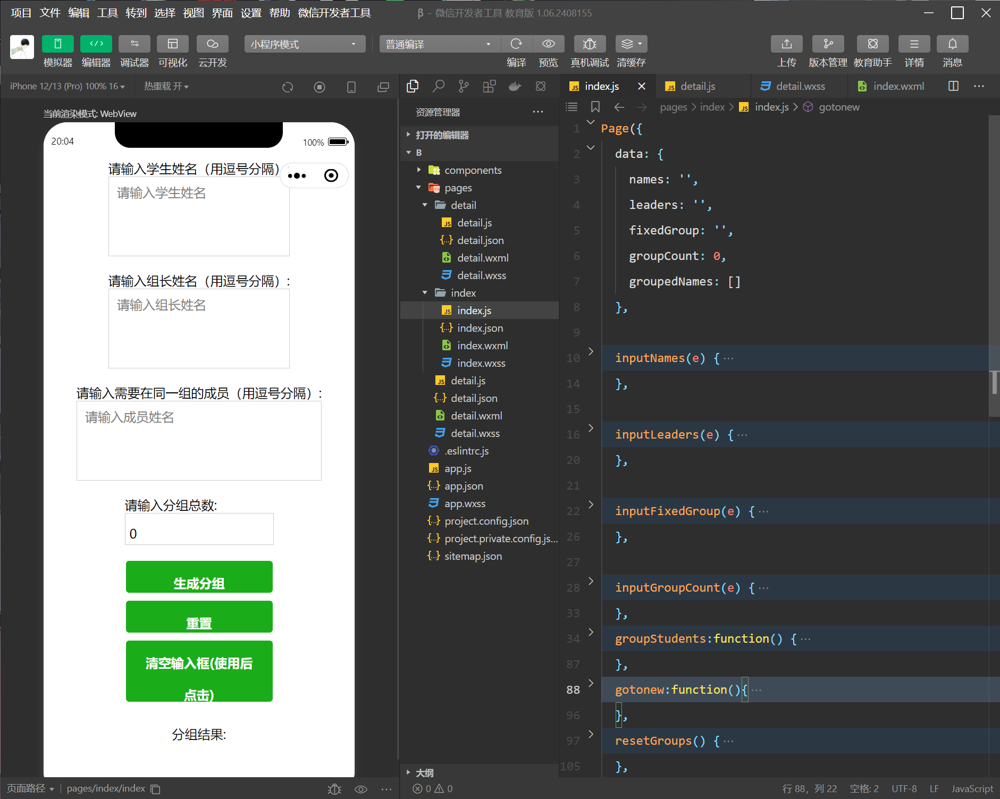 项目 文件 编辑 工具 转到 选择 视图 界面 设置 帮助 微信开发者工具
β - 微信开发者工具 教育版 1.06.2408155
小程序模式
普通编译
模拟器 编辑器 调试器 可视化 云开发
编译 预览 真机调试 清缓存
上传 版本管理 教育助手 详情 消息
iPhone 12/13 (Pro) 100% 16
热重载 开
当前渲染模式: WebView
20:04
100%
请输入学生姓名（用逗号分隔）
请输入学生姓名
请输入组长姓名（用逗号分隔）:
请输入组长姓名
请输入需要在同一组的成员（用逗号分隔）:
请输入成员姓名
请输入分组总数:
0
生成分组
重置
清空输入框(使用后
点击)
分组结果:
页面路径
pages/index/index
资源管理器
打开的编辑器
B
components
pages
detail
detail.js
detail.json
detail.wxml
detail.wxss
index
index.js
index.json
index.wxml
index.wxss
detail.js
detail.json
detail.wxml
detail.wxss
.eslintrc.js
app.js
app.json
app.wxss
project.config.json
project.private.config.js...
sitemap.json
大纲
0 0
index.js
detail.js
detail.wxss
index.wxml
pages > index > JS index.js > gotonew
1 Page({
2 data: {
3 names: '',
4 leaders: '',
5 fixedGroup: '',
6 groupCount: 0,
7 groupedNames: []
8 },
9
10 inputNames(e) {···
14 },
15
16 inputLeaders(e) {···
20 },
21
22 inputFixedGroup(e) {···
26 },
27
28 inputGroupCount(e) {···
33 },
34 groupStudents:function() {···
87 },
88 gotonew:function(){···
96 },
97 resetGroups() {···
105 },
行 88，列 22 空格: 2 UTF-8 LF JavaScript